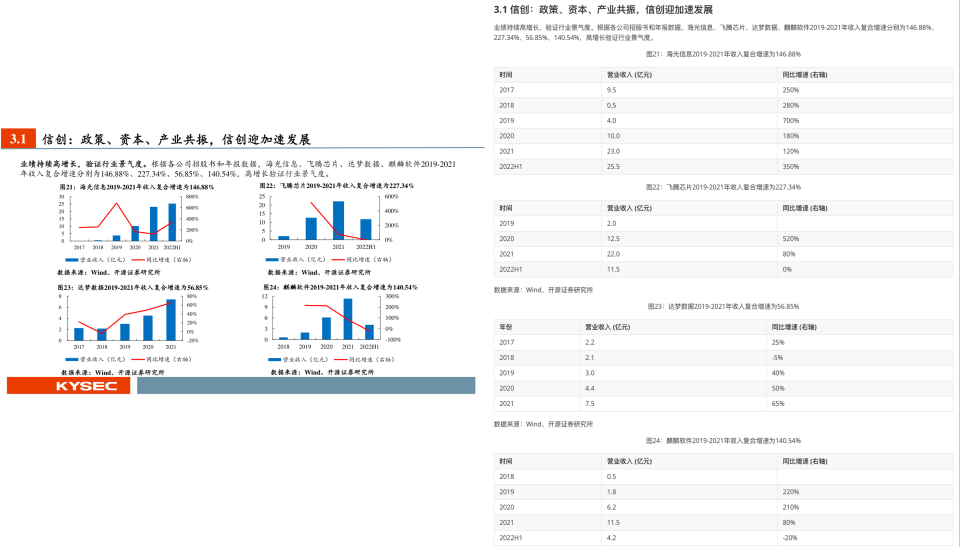 3.1 信创：政策、资本、产业共振，信创迎加速发展
业绩持续高增长，验证行业景气度。根据各公司招股书和年报数据，海光信息、飞腾芯片、达梦数据、麒麟软件2019-2021
年收入复合增速分别为146.88%、227.34%、56.85%、140.54%，高增长验证行业景气度。
图21：海光信息2019-2021年收入复合增速为146.88%
30
25
20
15
10
5
0
800%
600%
400%
200%
0%
2017 2018 2019 2020 2021 2022H1
营业收入（亿元） 同比增速（右轴）
数据来源：Wind、开源证券研究所
图22：飞腾芯片2019-2021年收入复合增速为227.34%
25
20
15
10
5
0
600%
400%
200%
0%
2019 2020 2021 2022H1
营业收入（亿元） 同比增速（右轴）
数据来源：Wind、开源证券研究所
图23：达梦数据2019-2021年收入复合增速为56.85%
8
6
4
2
0
80%
60%
40%
20%
0%
-20%
2017 2018 2019 2020 2021
营业收入（亿元） 同比增速（右轴）
数据来源：Wind、开源证券研究所
图24：麒麟软件2019-2021年收入复合增速为140.54%
12
9
6
3
0
300%
200%
100%
0%
-100%
2018 2019 2020 2021 2022H1
营业收入（亿元） 同比增速（右轴）
数据来源：Wind、开源证券研究所
KYSEC
3.1 信创：政策、资本、产业共振，信创迎加速发展
业绩持续高增长，验证行业景气度。根据各公司招股书和年报数据，海光信息、飞腾芯片、达梦数据、麒麟软件2019-2021年收入复合增速分别为146.88%、
227.34%、56.85%、140.54%，高增长验证行业景气度。
图21：海光信息2019-2021年收入复合增速为146.88%
时间 营业收入 (亿元) 同比增速 (右轴)
2017 9.5 250%
2018 0.5 280%
2019 4.0 700%
2020 10.0 180%
2021 23.0 120%
2022H1 25.5 350%
图22：飞腾芯片2019-2021年收入复合增速为227.34%
时间 营业收入 (亿元) 同比增速 (右轴)
2019 2.0
2020 12.5 520%
2021 22.0 80%
2022H1 11.5 0%
数据来源：Wind、开源证券研究所
图23：达梦数据2019-2021年收入复合增速为56.85%
年份 营业收入 (亿元) 同比增速 (右轴)
2017 2.2 25%
2018 2.1 -5%
2019 3.0 40%
2020 4.4 50%
2021 7.5 65%
数据来源：Wind、开源证券研究所
图24：麒麟软件2019-2021年收入复合增速为140.54%
时间 营业收入 (亿元) 同比增速 (右轴)
2018 0.5
2019 1.8 220%
2020 6.2 210%
2021 11.5 80%
2022H1 4.2 -20%